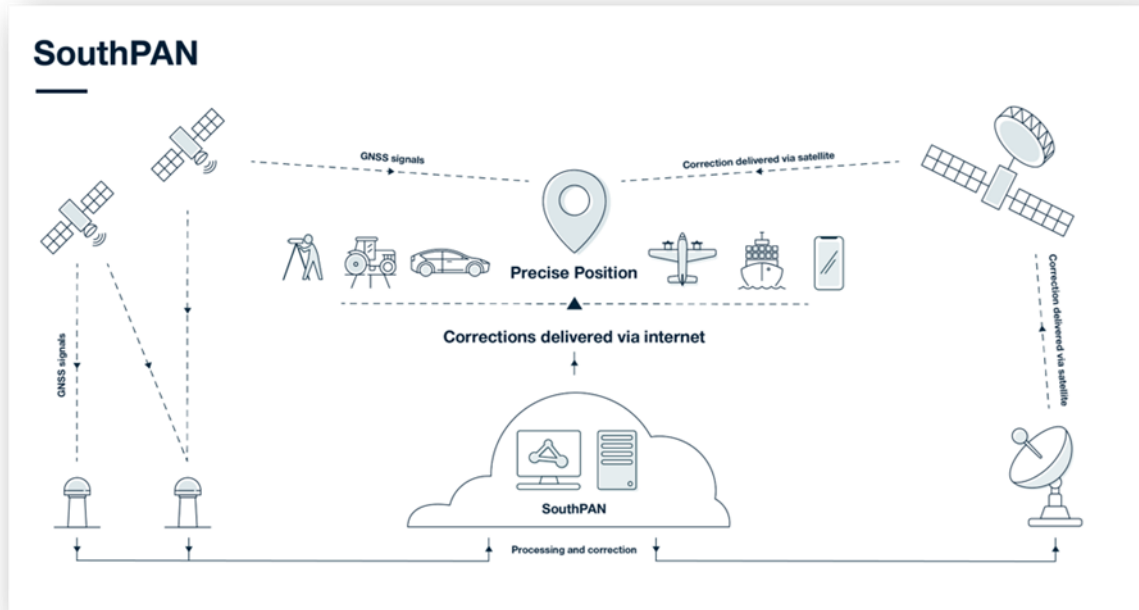 SouthPAN
GNSS signals
Correction delivered via satellite
Precise Position
Corrections delivered via internet
GNSS signals
Correction delivered via satellite
SouthPAN
Processing and correction